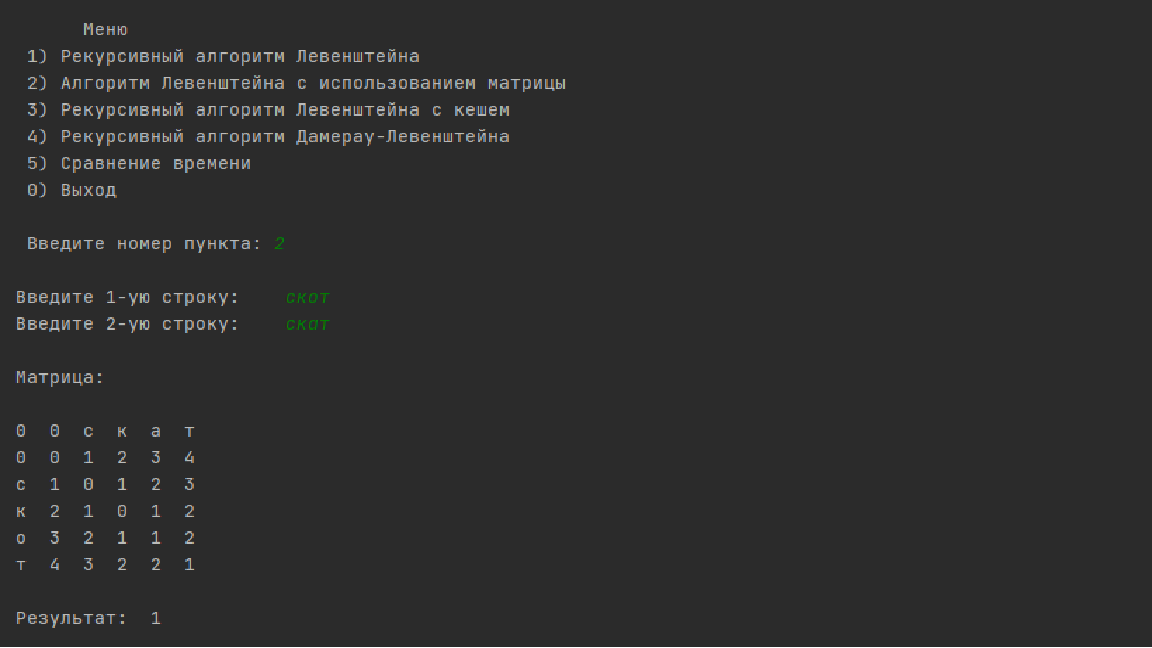 Меню
1) Рекурсивный алгоритм Левенштейна
2) Алгоритм Левенштейна с использованием матрицы
3) Рекурсивный алгоритм Левенштейна с кешем
4) Рекурсивный алгоритм Дамерау-Левенштейна
5) Сравнение времени
0) Выход
Введите номер пункта: 2
Введите 1-ую строку: скот
Введите 2-ую строку: скат
Матрица:
0 0 с к а т
0 0 1 2 3 4
с 1 0 1 2 3
к 2 1 0 1 2
о 3 2 1 1 2
т 4 3 2 2 1
Результат: 1